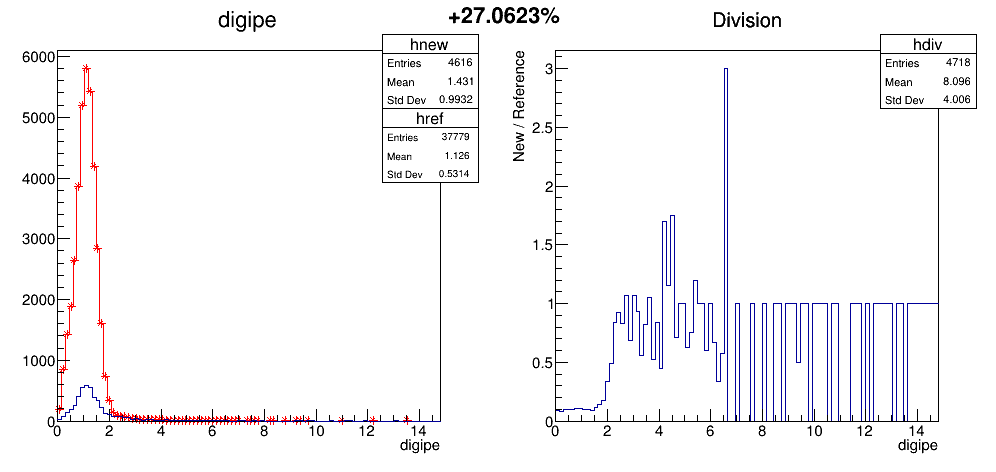 +27.0623%
digipe
hnew
Entries 4616
Mean 1.431
Std Dev 0.9932
href
Entries 37779
Mean 1.126
Std Dev 0.5314
6000
5000
4000
3000
2000
1000
0
0 2 4 6 8 10 12 14
digipe
Division
hdiv
Entries 4718
Mean 8.096
Std Dev 4.006
New / Reference
3
2.5
2
1.5
1
0.5
0
0 2 4 6 8 10 12 14
digipe